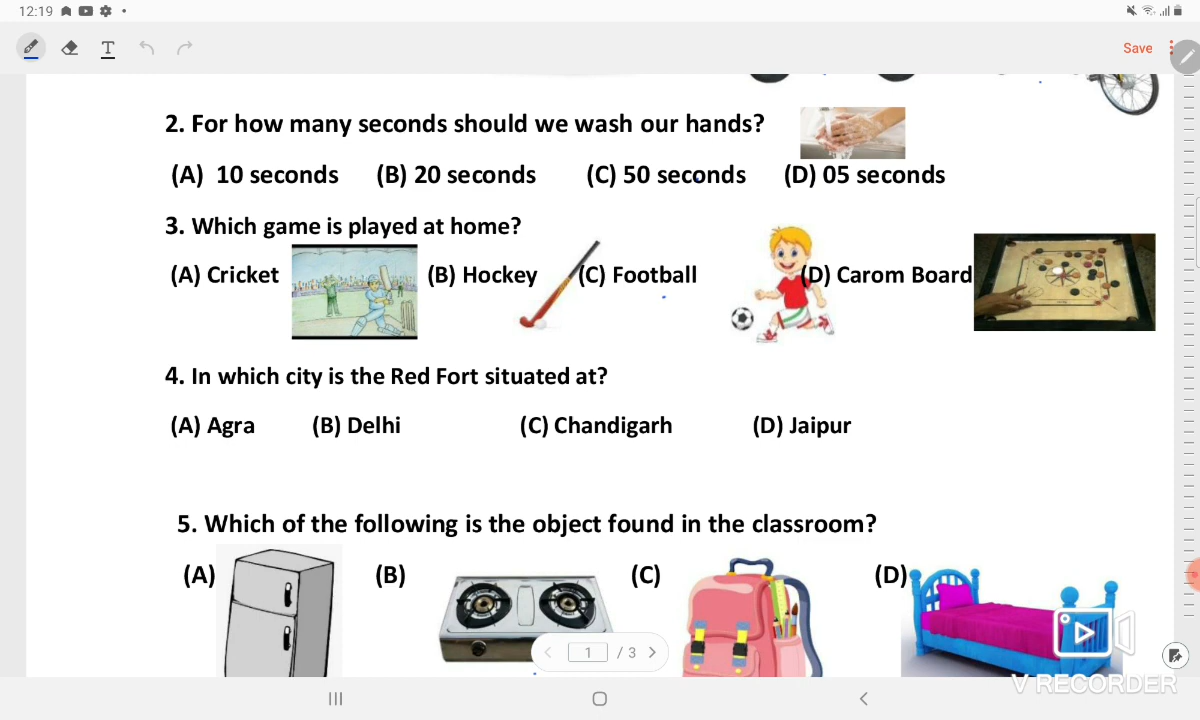 12:19
T
Save
2. For how many seconds should we wash our hands?
(A) 10 seconds (B) 20 seconds (C) 50 seconds (D) 05 seconds
3. Which game is played at home?
(A) Cricket (B) Hockey (C) Football (D) Carom Board
4. In which city is the Red Fort situated at?
(A) Agra (B) Delhi (C) Chandigarh (D) Jaipur
5. Which of the following is the object found in the classroom?
(A) (B) (C) (D)
1 / 3
V RECORDER